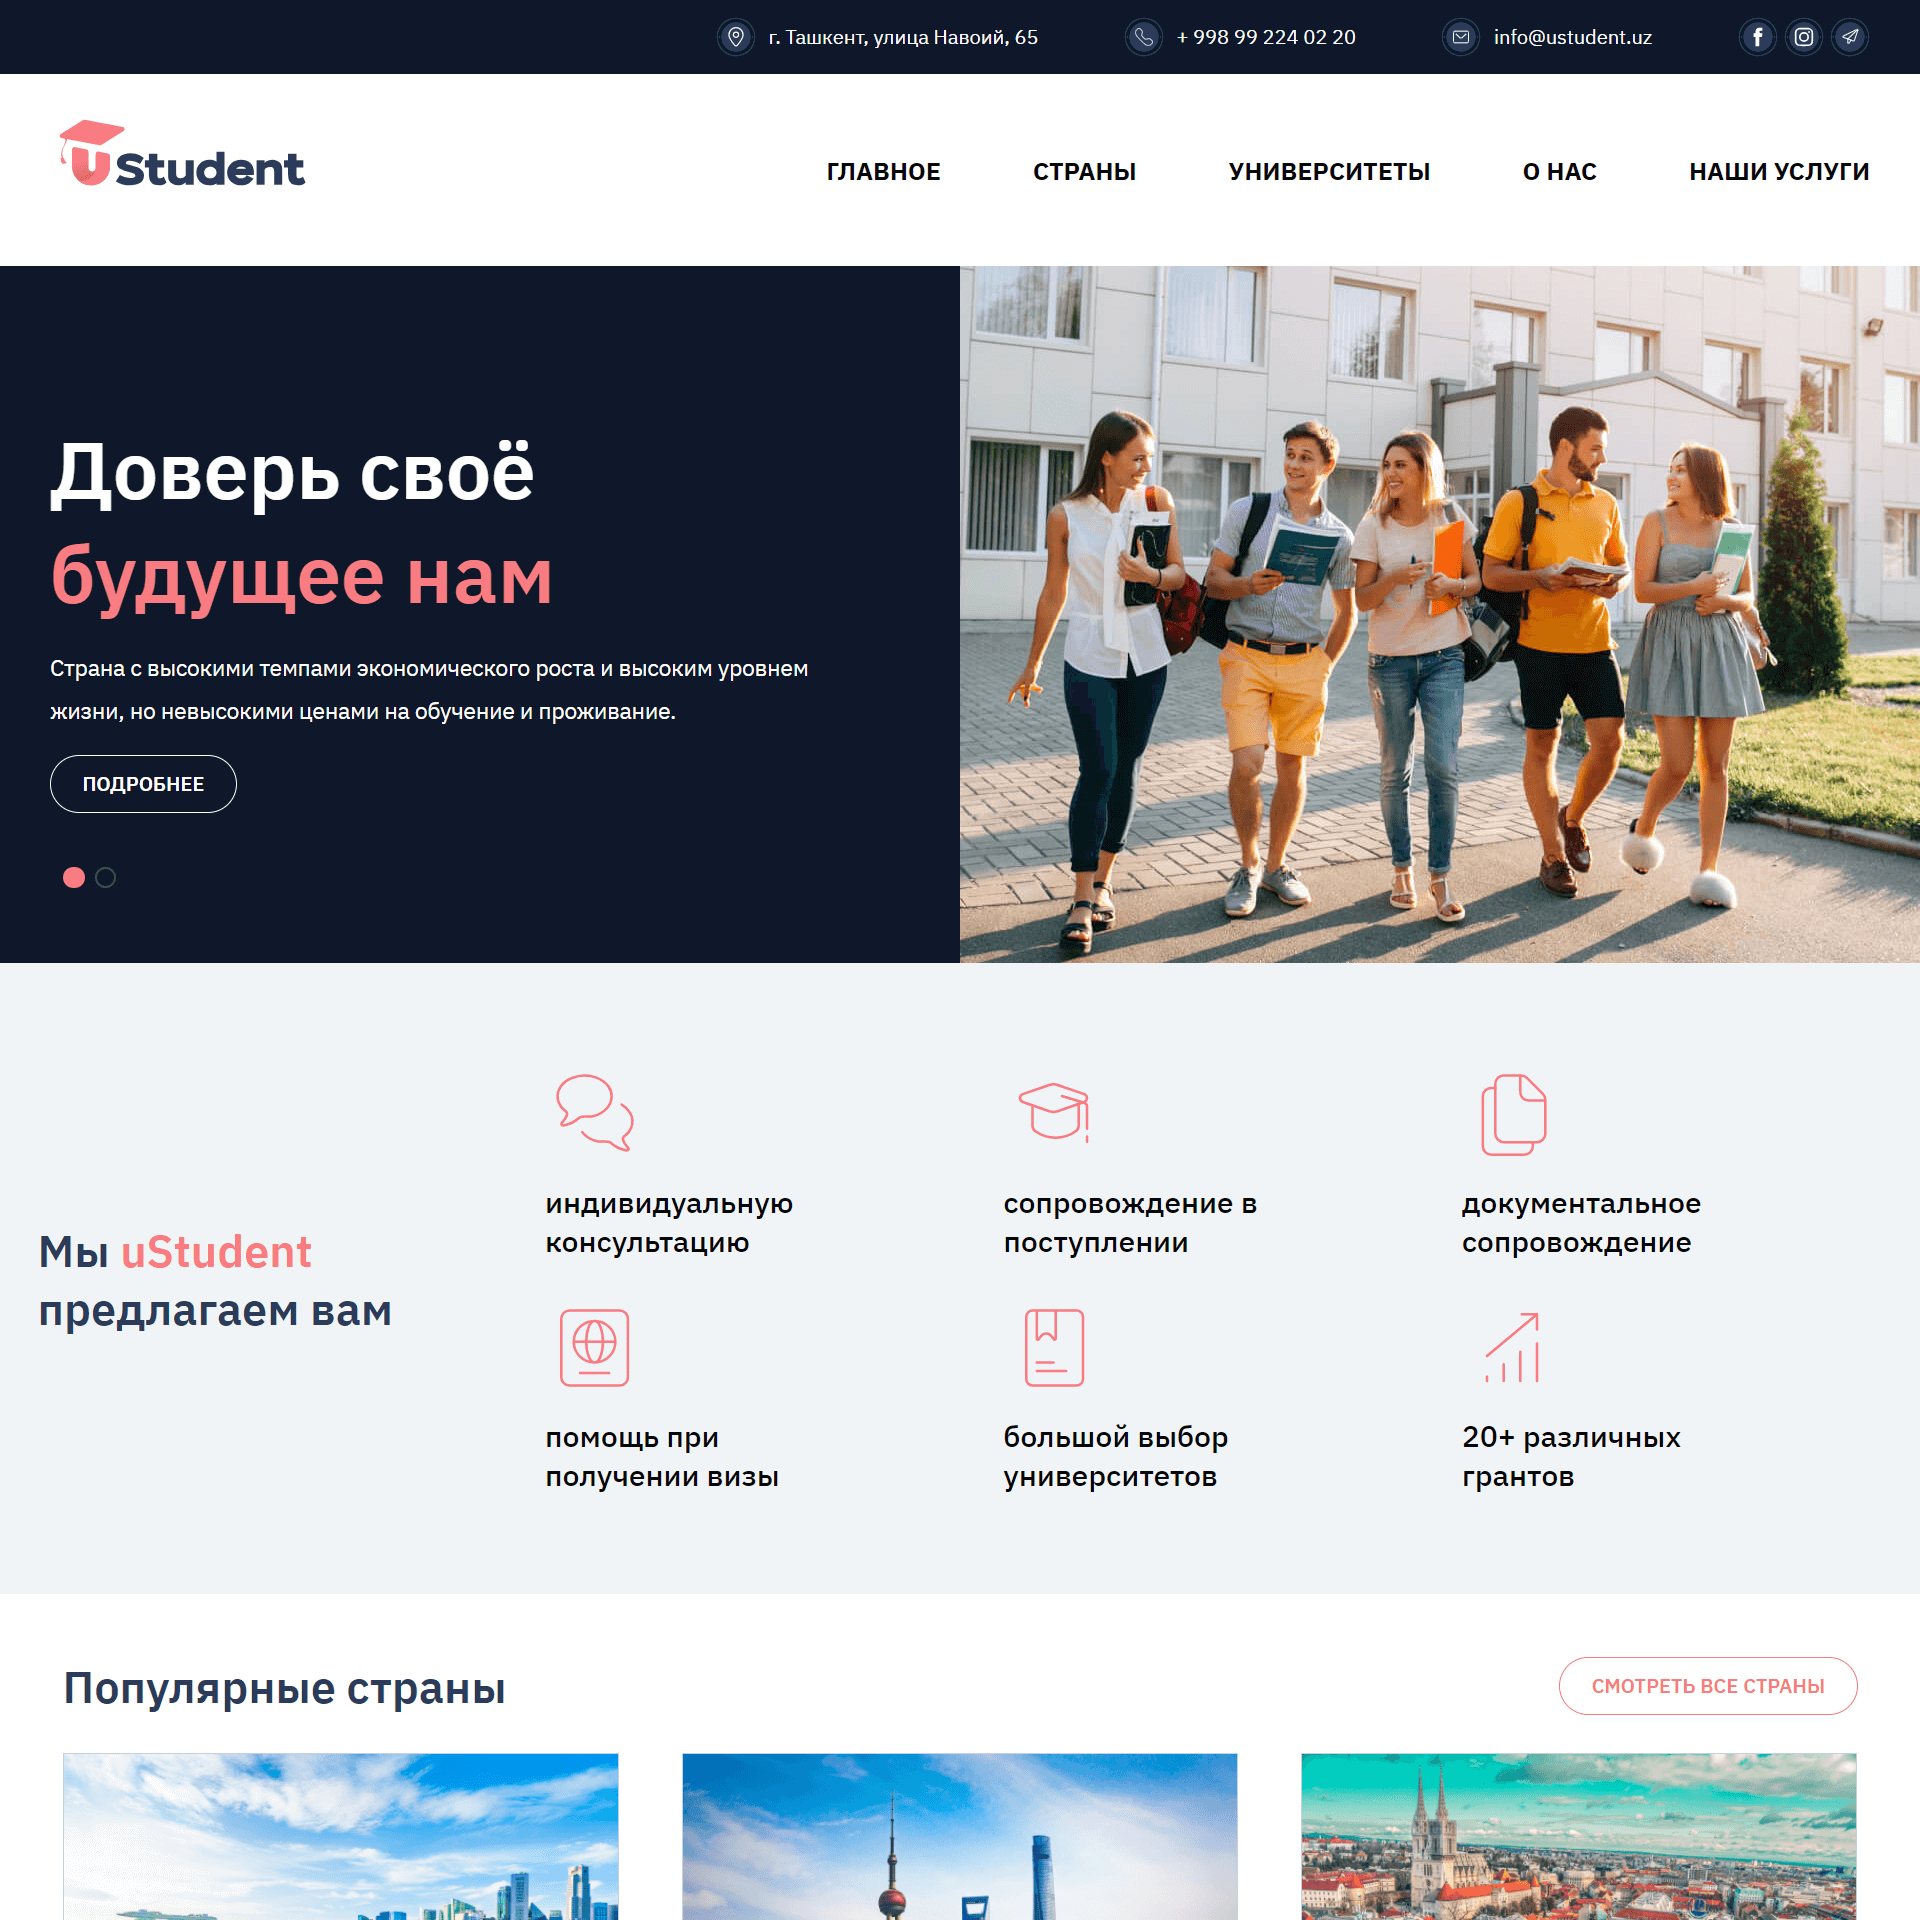 г. Ташкент, улица Навоий, 65
+ 998 99 224 02 20
info@ustudent.uz
uStudent
ГЛАВНОЕ
СТРАНЫ
УНИВЕРСИТЕТЫ
О НАС
НАШИ УСЛУГИ
Доверь своё
будущее нам
Страна с высокими темпами экономического роста и высоким уровнем
жизни, но невысокими ценами на обучение и проживание.
ПОДРОБНЕЕ
Мы uStudent
предлагаем вам
индивидуальную
консультацию
сопровождение в
поступлении
документальное
сопровождение
помощь при
получении визы
большой выбор
университетов
20+ различных
грантов
Популярные страны
СМОТРЕТЬ ВСЕ СТРАНЫ